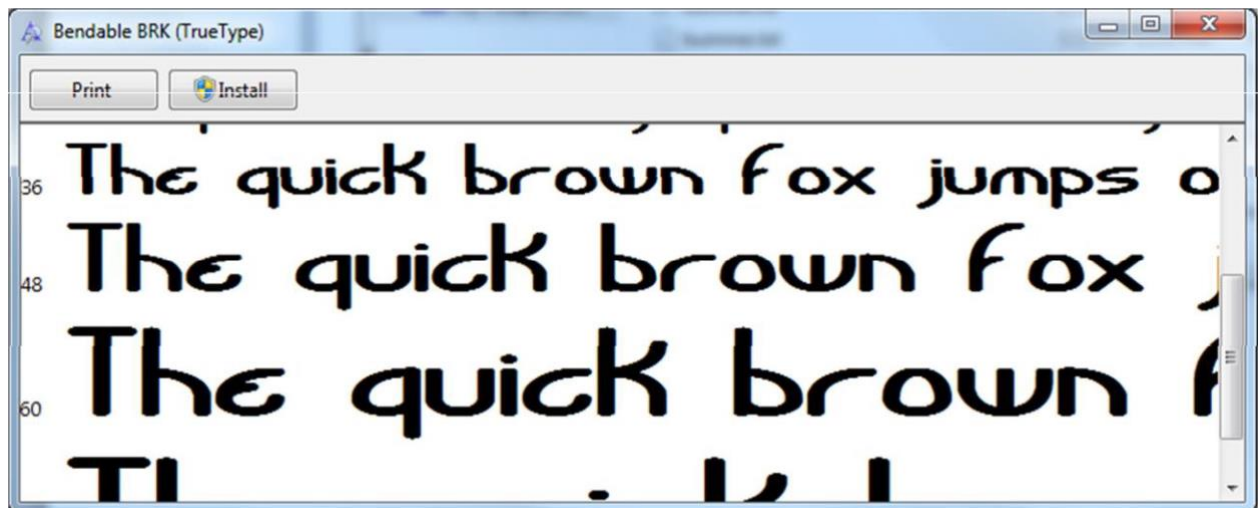 Bendable BRK (TrueType)
Print Install
36 The quick brown fox jumps o
48 The quick brown fox j
60 The quick brown f